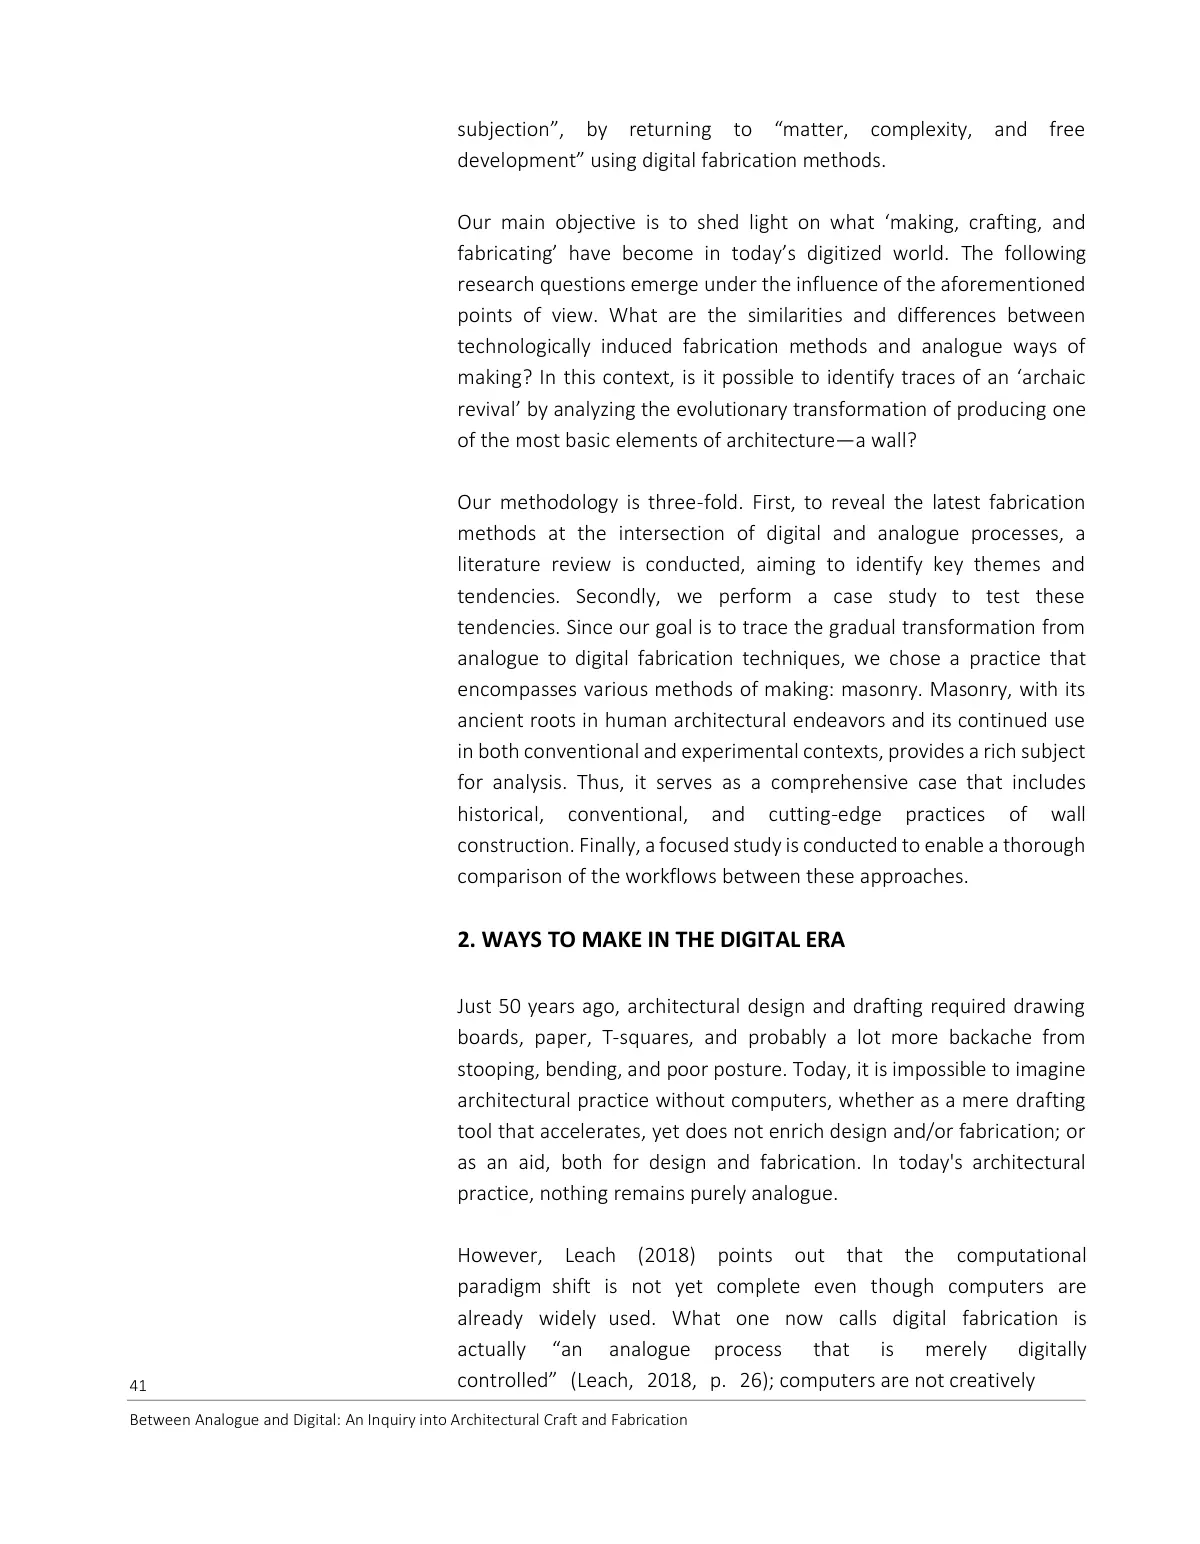 subjection”, by returning to “matter, complexity, and free
development” using digital fabrication methods.
Our main objective is to shed light on what ‘making, crafting, and
fabricating’ have become in today’s digitized world. The following
research questions emerge under the influence of the aforementioned
points of view. What are the similarities and differences between
technologically induced fabrication methods and analogue ways of
making? In this context, is it possible to identify traces of an ‘archaic
revival’ by analyzing the evolutionary transformation of producing one
of the most basic elements of architecture—a wall?
Our methodology is three-fold. First, to reveal the latest fabrication
methods at the intersection of digital and analogue processes, a
literature review is conducted, aiming to identify key themes and
tendencies. Secondly, we perform a case study to test these
tendencies. Since our goal is to trace the gradual transformation from
analogue to digital fabrication techniques, we chose a practice that
encompasses various methods of making: masonry. Masonry, with its
ancient roots in human architectural endeavors and its continued use
in both conventional and experimental contexts, provides a rich subject
for analysis. Thus, it serves as a comprehensive case that includes
historical, conventional, and cutting-edge practices of wall
construction. Finally, a focused study is conducted to enable a thorough
comparison of the workflows between these approaches.
2. WAYS TO MAKE IN THE DIGITAL ERA
Just 50 years ago, architectural design and drafting required drawing
boards, paper, T-squares, and probably a lot more backache from
stooping, bending, and poor posture. Today, it is impossible to imagine
architectural practice without computers, whether as a mere drafting
tool that accelerates, yet does not enrich design and/or fabrication; or
as an aid, both for design and fabrication. In today's architectural
practice, nothing remains purely analogue.
However, Leach (2018) points out that the computational
paradigm shift is not yet complete even though computers are
already widely used. What one now calls digital fabrication is
actually “an analogue process that is merely digitally
controlled” (Leach, 2018, p. 26); computers are not creatively
41
Between Analogue and Digital: An Inquiry into Architectural Craft and Fabrication